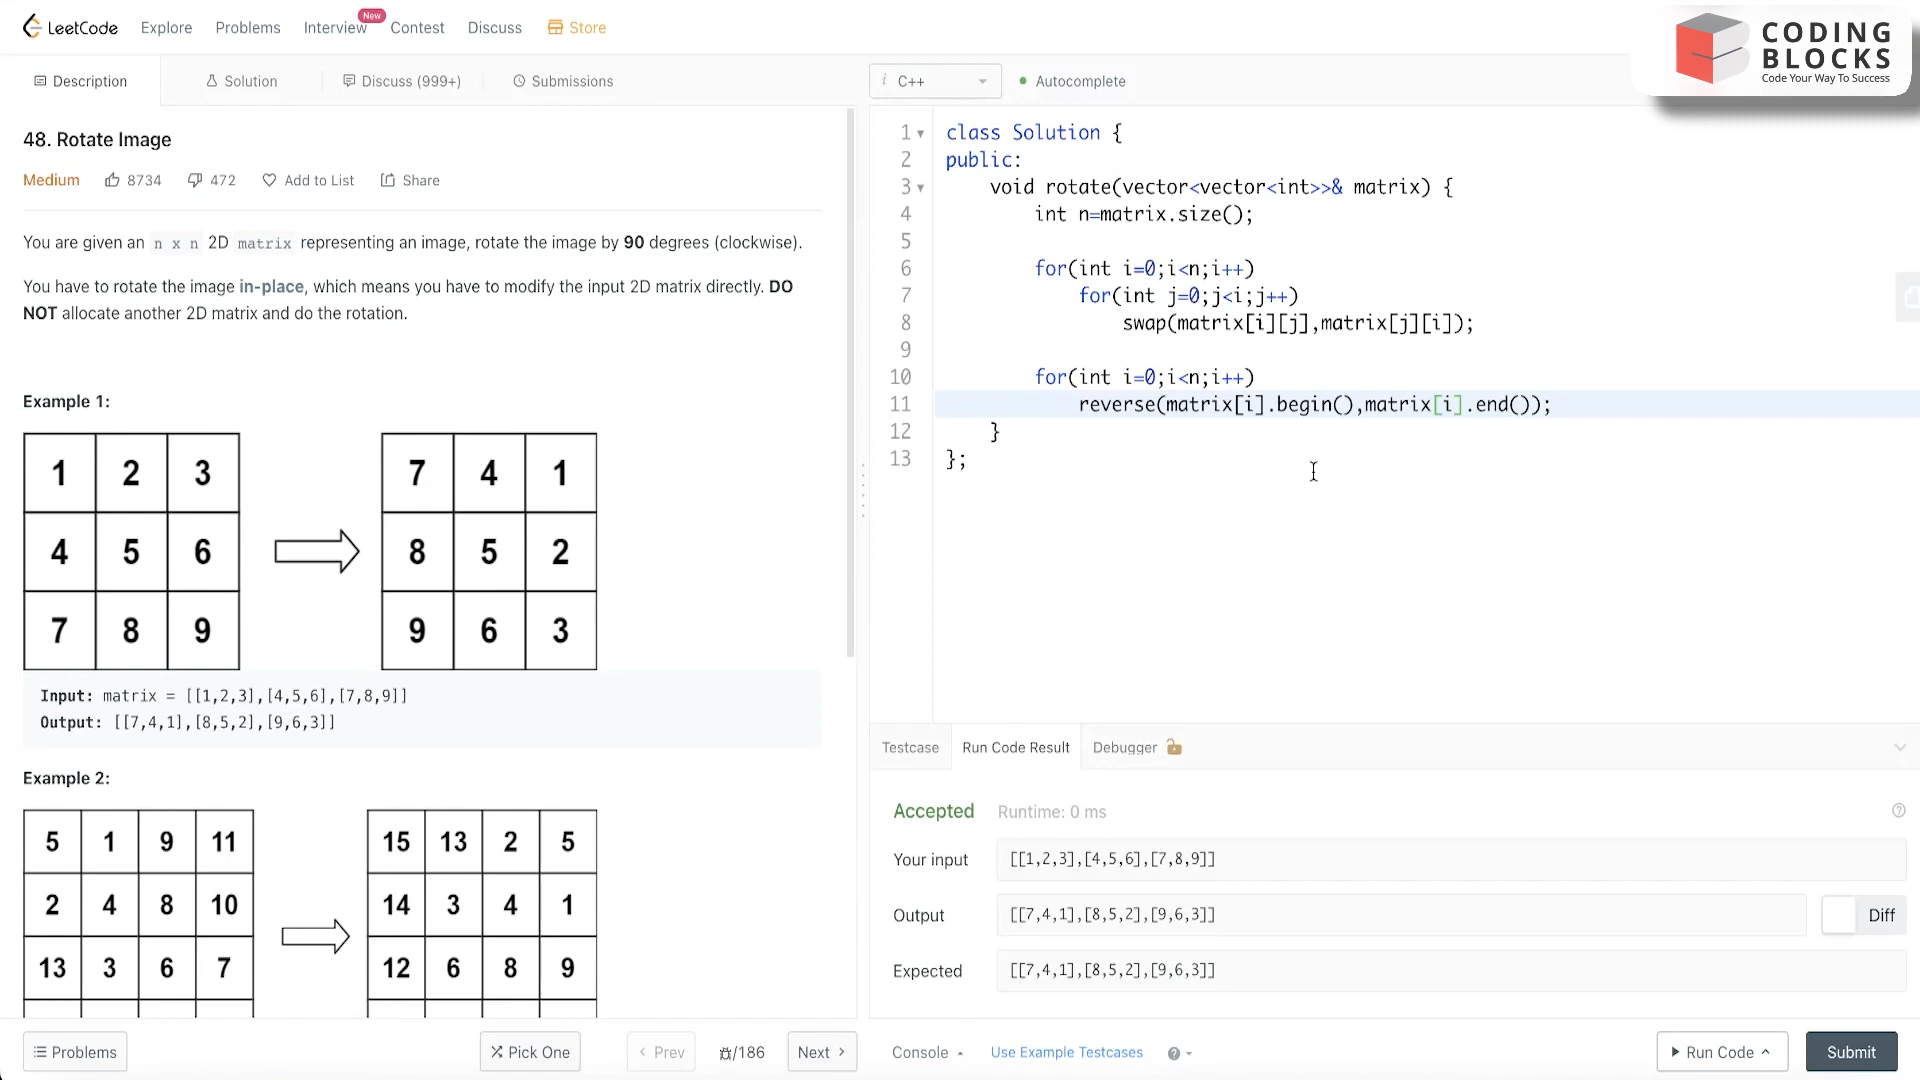 LeetCode Explore Problems Interview New Contest Discuss Store
CODING
BLOCKS
Code Your Way To Success
Description Solution Discuss (999+) Submissions
i C++ Autocomplete
48. Rotate Image
Medium 8734 472 Add to List Share
You are given an n x n 2D matrix representing an image, rotate the image by 90 degrees (clockwise).
You have to rotate the image in-place, which means you have to modify the input 2D matrix directly. DO
NOT allocate another 2D matrix and do the rotation.
Example 1:
1 2 3 7 4 1
4 5 6 8 5 2
7 8 9 9 6 3
Input: matrix = [[1,2,3],[4,5,6],[7,8,9]]
Output: [[7,4,1],[8,5,2],[9,6,3]]
Example 2:
5 1 9 11 15 13 2 5
2 4 8 10 14 3 4 1
13 3 6 7 12 6 8 9
Problems Pick One Prev /186 Next
1 class Solution {
2 public:
3 void rotate(vector<vector<int>>& matrix) {
4 int n=matrix.size();
5
6 for(int i=0;i<n;i++)
7 for(int j=0;j<i;j++)
8 swap(matrix[i][j],matrix[j][i]);
9
10 for(int i=0;i<n;i++)
11 reverse(matrix[i].begin(),matrix[i].end());
12 }
13 };
Testcase Run Code Result Debugger
Accepted Runtime: 0 ms
Your input [[1,2,3],[4,5,6],[7,8,9]]
Output [[7,4,1],[8,5,2],[9,6,3]] Diff
Expected [[7,4,1],[8,5,2],[9,6,3]]
Console Use Example Testcases Run Code Submit